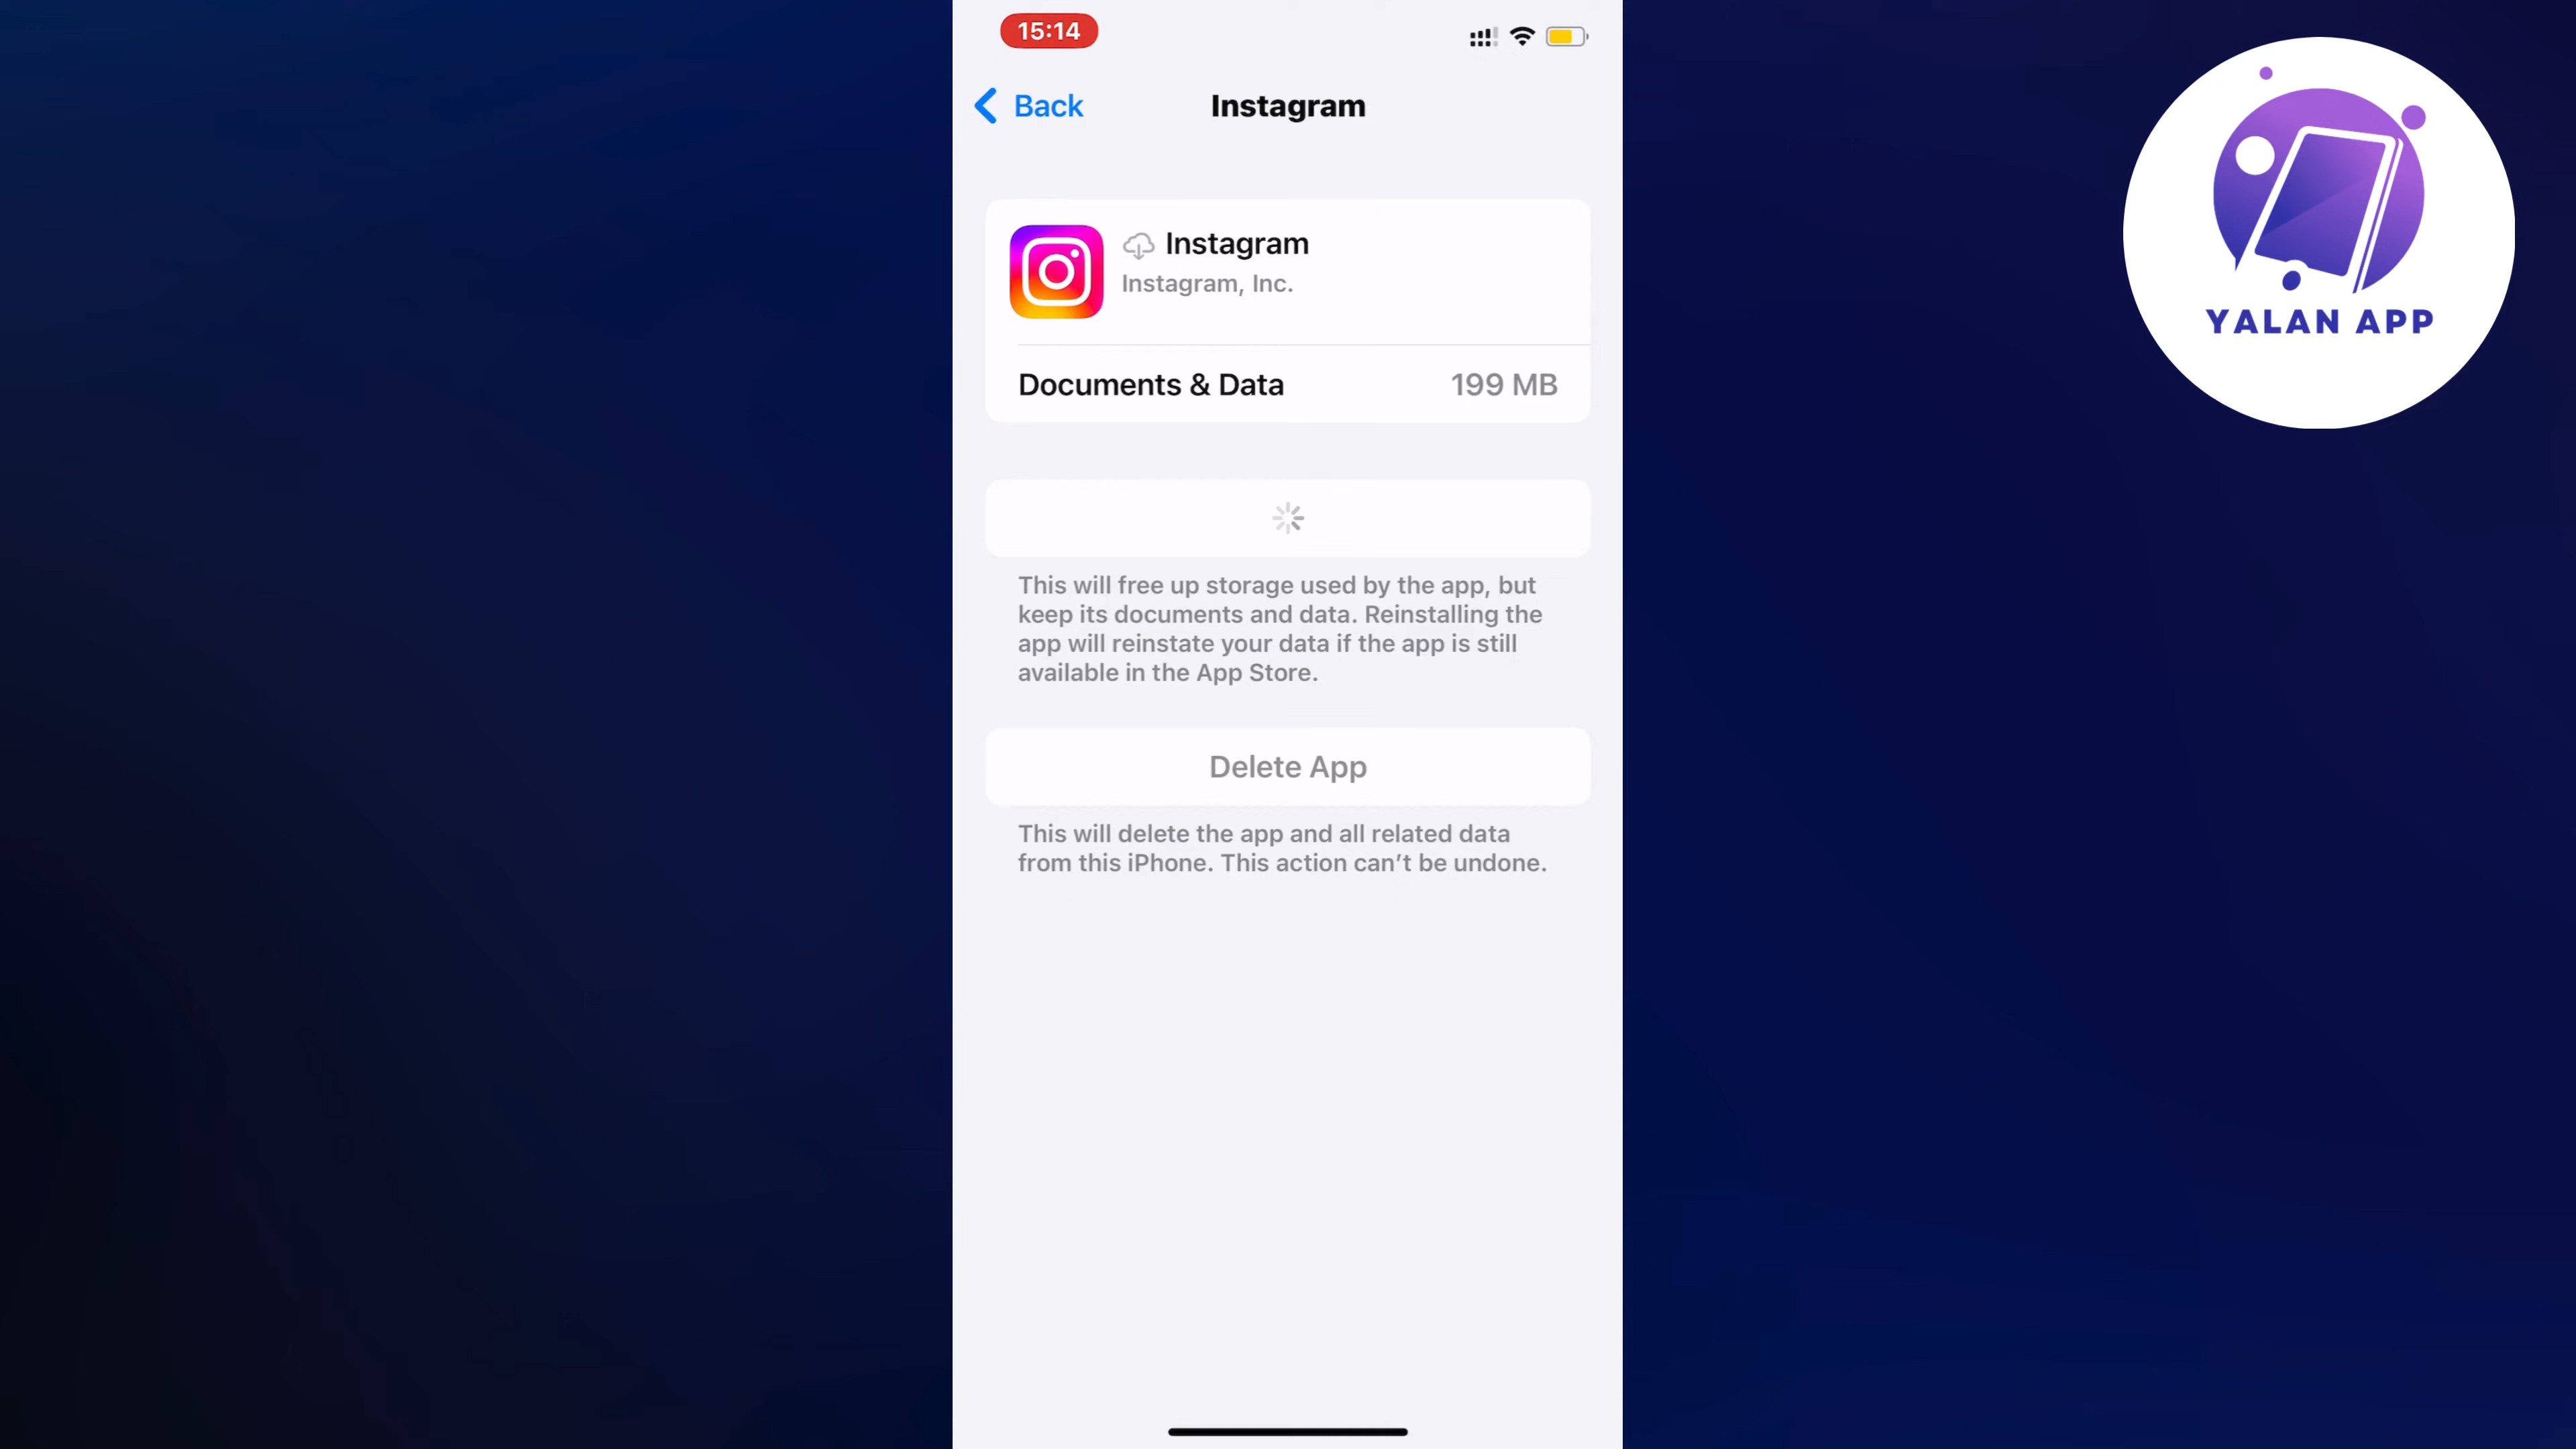 15:14
Back
Instagram
Instagram
Instagram, Inc.
Documents & Data 199 MB
This will free up storage used by the app, but
keep its documents and data. Reinstalling the
app will reinstate your data if the app is still
available in the App Store.
Delete App
This will delete the app and all related data
from this iPhone. This action can’t be undone.
YALAN APP